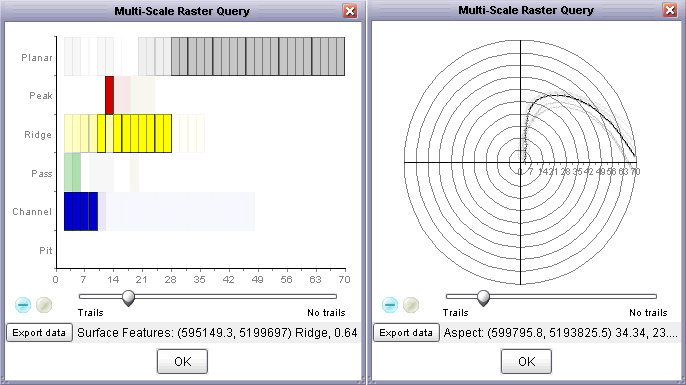 Multi-Scale Raster Query
Planar
Peak
Ridge
Pass
Channel
Pit
0 7 14 21 28 35 42 49 56 63 70
Trails No trails
Export data Surface Features: (595149.3, 5199697) Ridge, 0.64
OK
Multi-Scale Raster Query
0 7 14 21 28 35 42 49 56 63 70
Trails No trails
Export data Aspect: (599795.8, 5193825.5) 34.34, 23....
OK